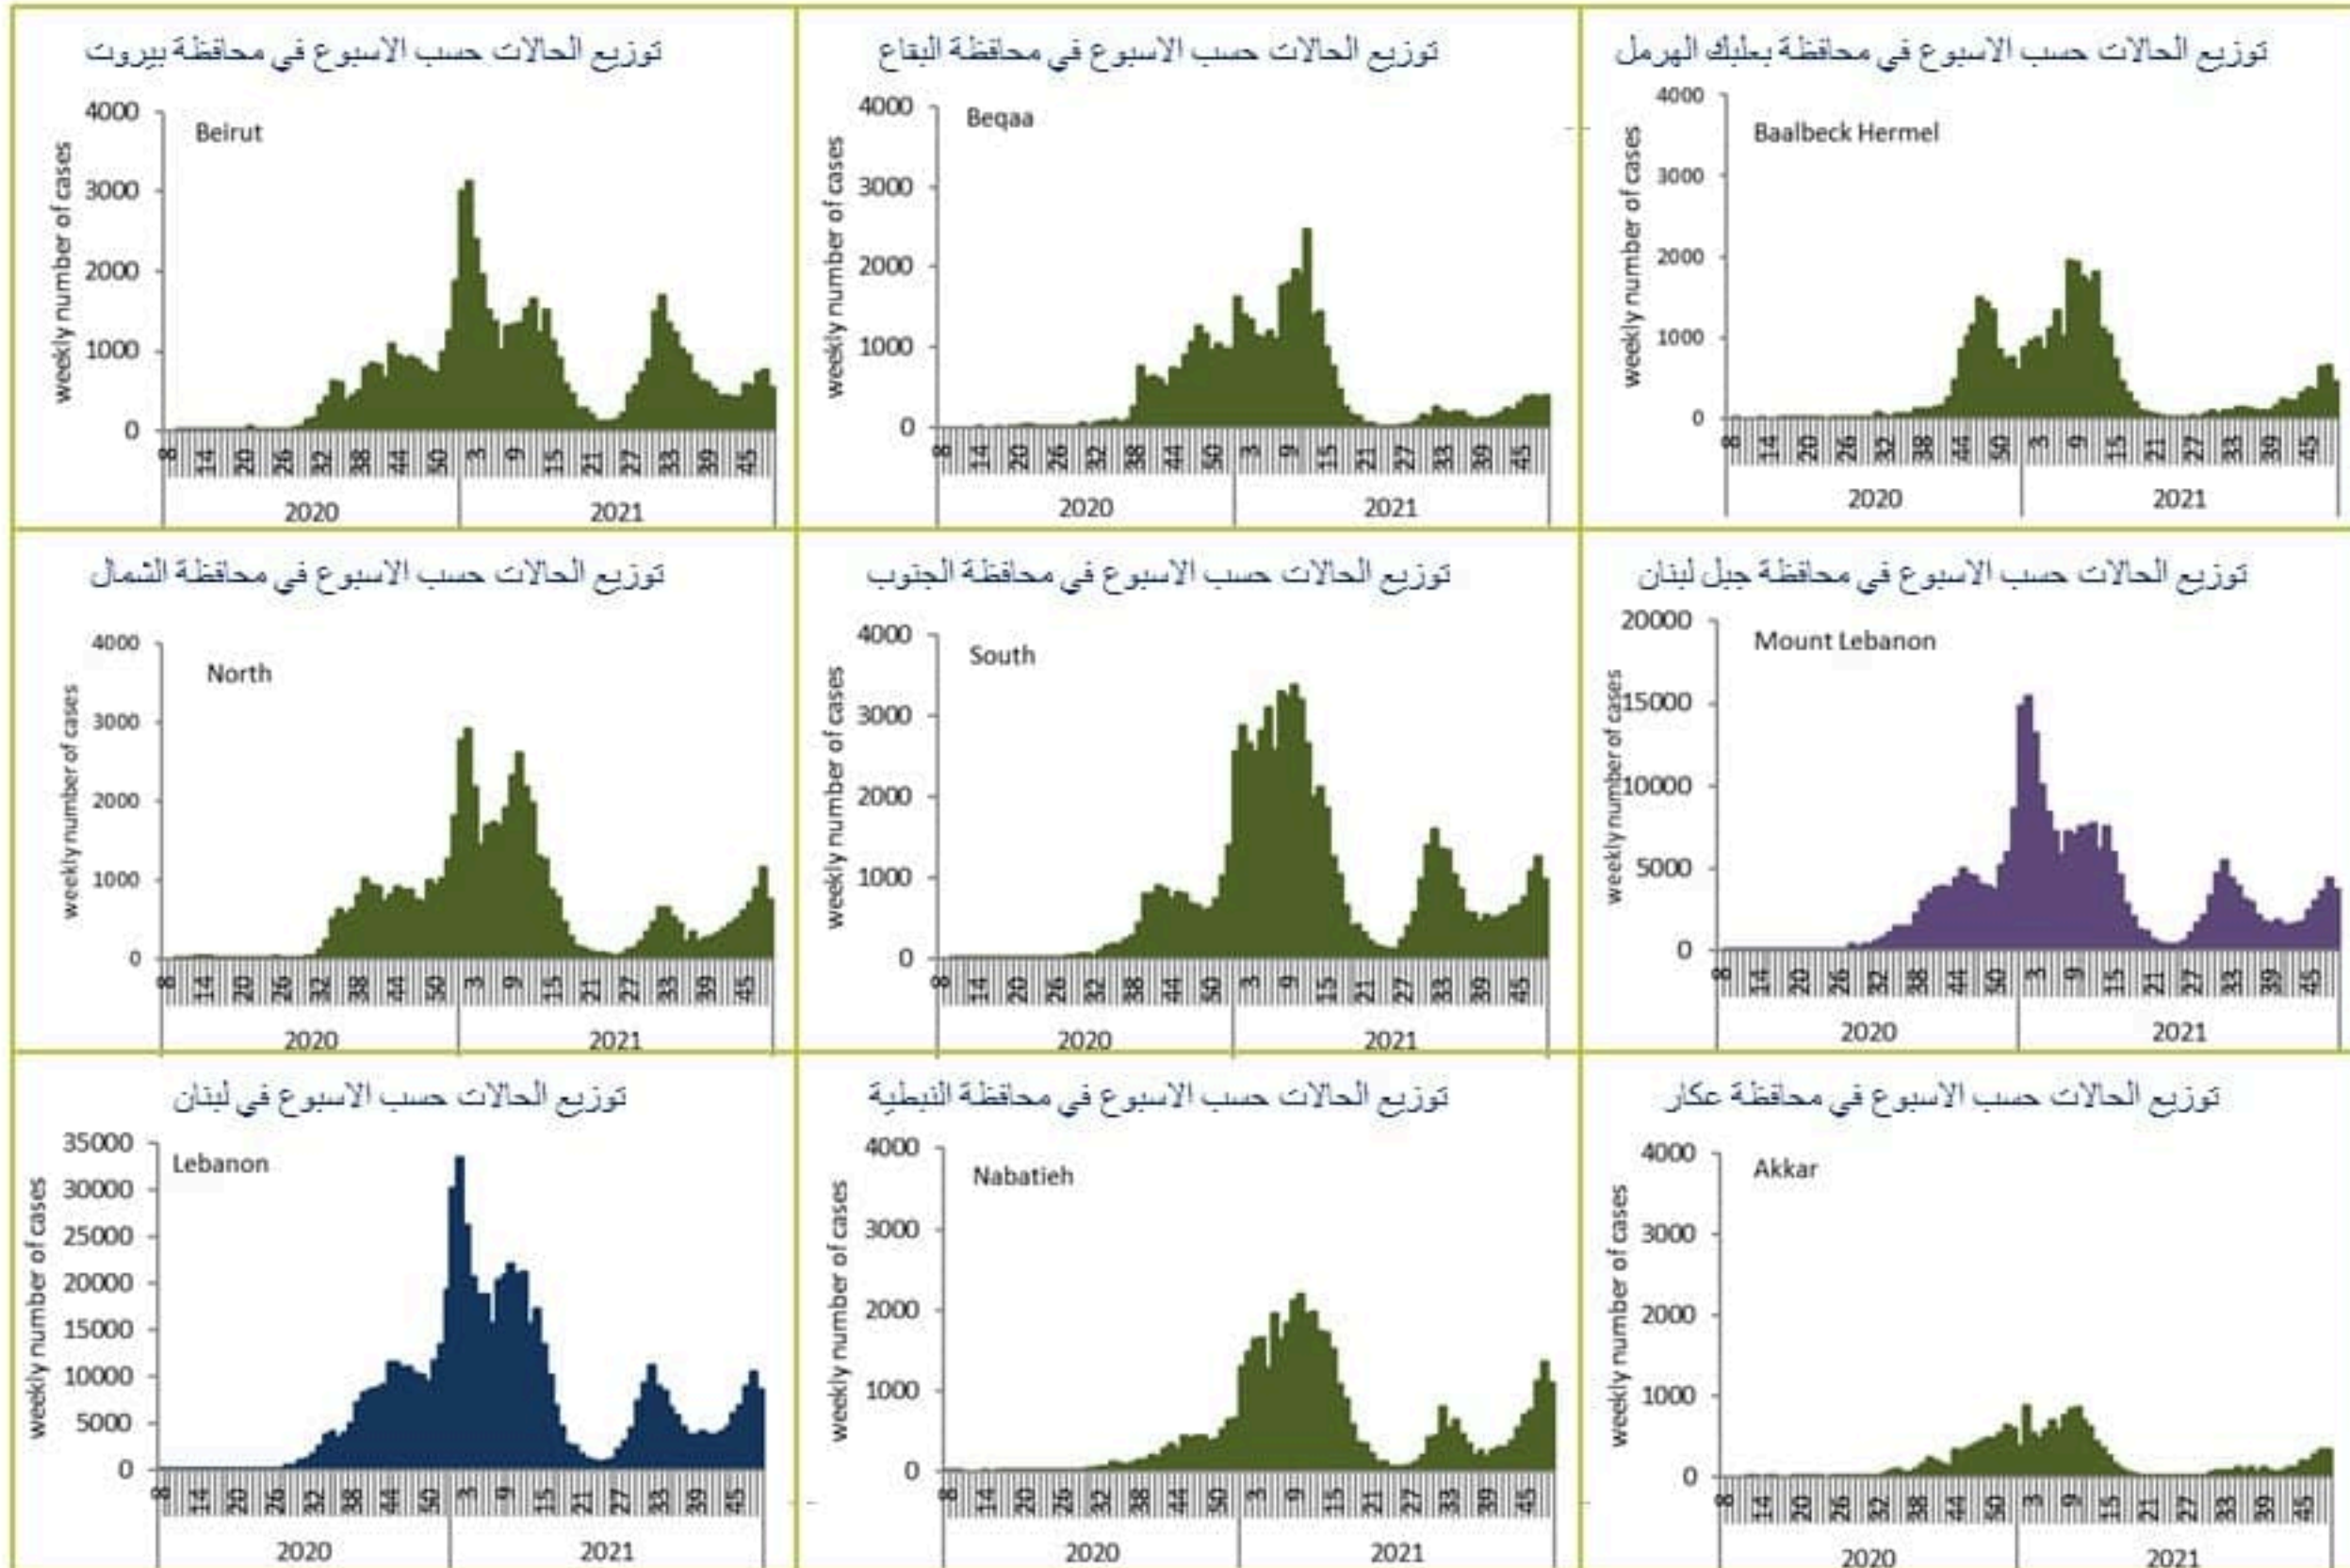 توزيع الحالات حسب الاسبوع في محافظة بيروت
4000
3000
2000
1000
0
weekly number of cases
Beirut
8 14 20 26 32 38 44 50 3 9 15 21 27 33 39 45
2020 2021
توزيع الحالات حسب الاسبوع في محافظة البقاع
4000
3000
2000
1000
0
weekly number of cases
Beqaa
8 14 20 26 32 38 44 50 3 9 15 21 27 33 39 45
2020 2021
توزيع الحالات حسب الاسبوع في محافظة بعلبك الهرمل
4000
3000
2000
1000
0
weekly number of cases
Baalbeck Hermel
8 14 20 26 32 38 44 50 3 9 15 21 27 33 39 45
2020 2021
توزيع الحالات حسب الاسبوع في محافظة الشمال
4000
3000
2000
1000
0
weekly number of cases
North
8 14 20 26 32 38 44 50 3 9 15 21 27 33 39 45
2020 2021
توزيع الحالات حسب الاسبوع في محافظة الجنوب
4000
3000
2000
1000
0
weekly number of cases
South
8 14 20 26 32 38 44 50 3 9 15 21 27 33 39 45
2020 2021
توزيع الحالات حسب الاسبوع في محافظة جبل لبنان
20000
15000
10000
5000
0
weekly number of cases
Mount Lebanon
8 14 20 26 32 38 44 50 3 9 15 21 27 33 39 45
2020 2021
توزيع الحالات حسب الاسبوع في لبنان
35000
30000
25000
20000
15000
10000
5000
0
weekly number of cases
Lebanon
8 14 20 26 32 38 44 50 3 9 15 21 27 33 39 45
2020 2021
توزيع الحالات حسب الاسبوع في محافظة النبطية
4000
3000
2000
1000
0
weekly number of cases
Nabatieh
8 14 20 26 32 38 44 50 3 9 15 21 27 33 39 45
2020 2021
توزيع الحالات حسب الاسبوع في محافظة عكار
4000
3000
2000
1000
0
weekly number of cases
Akkar
8 14 20 26 32 38 44 50 3 9 15 21 27 33 39 45
2020 2021